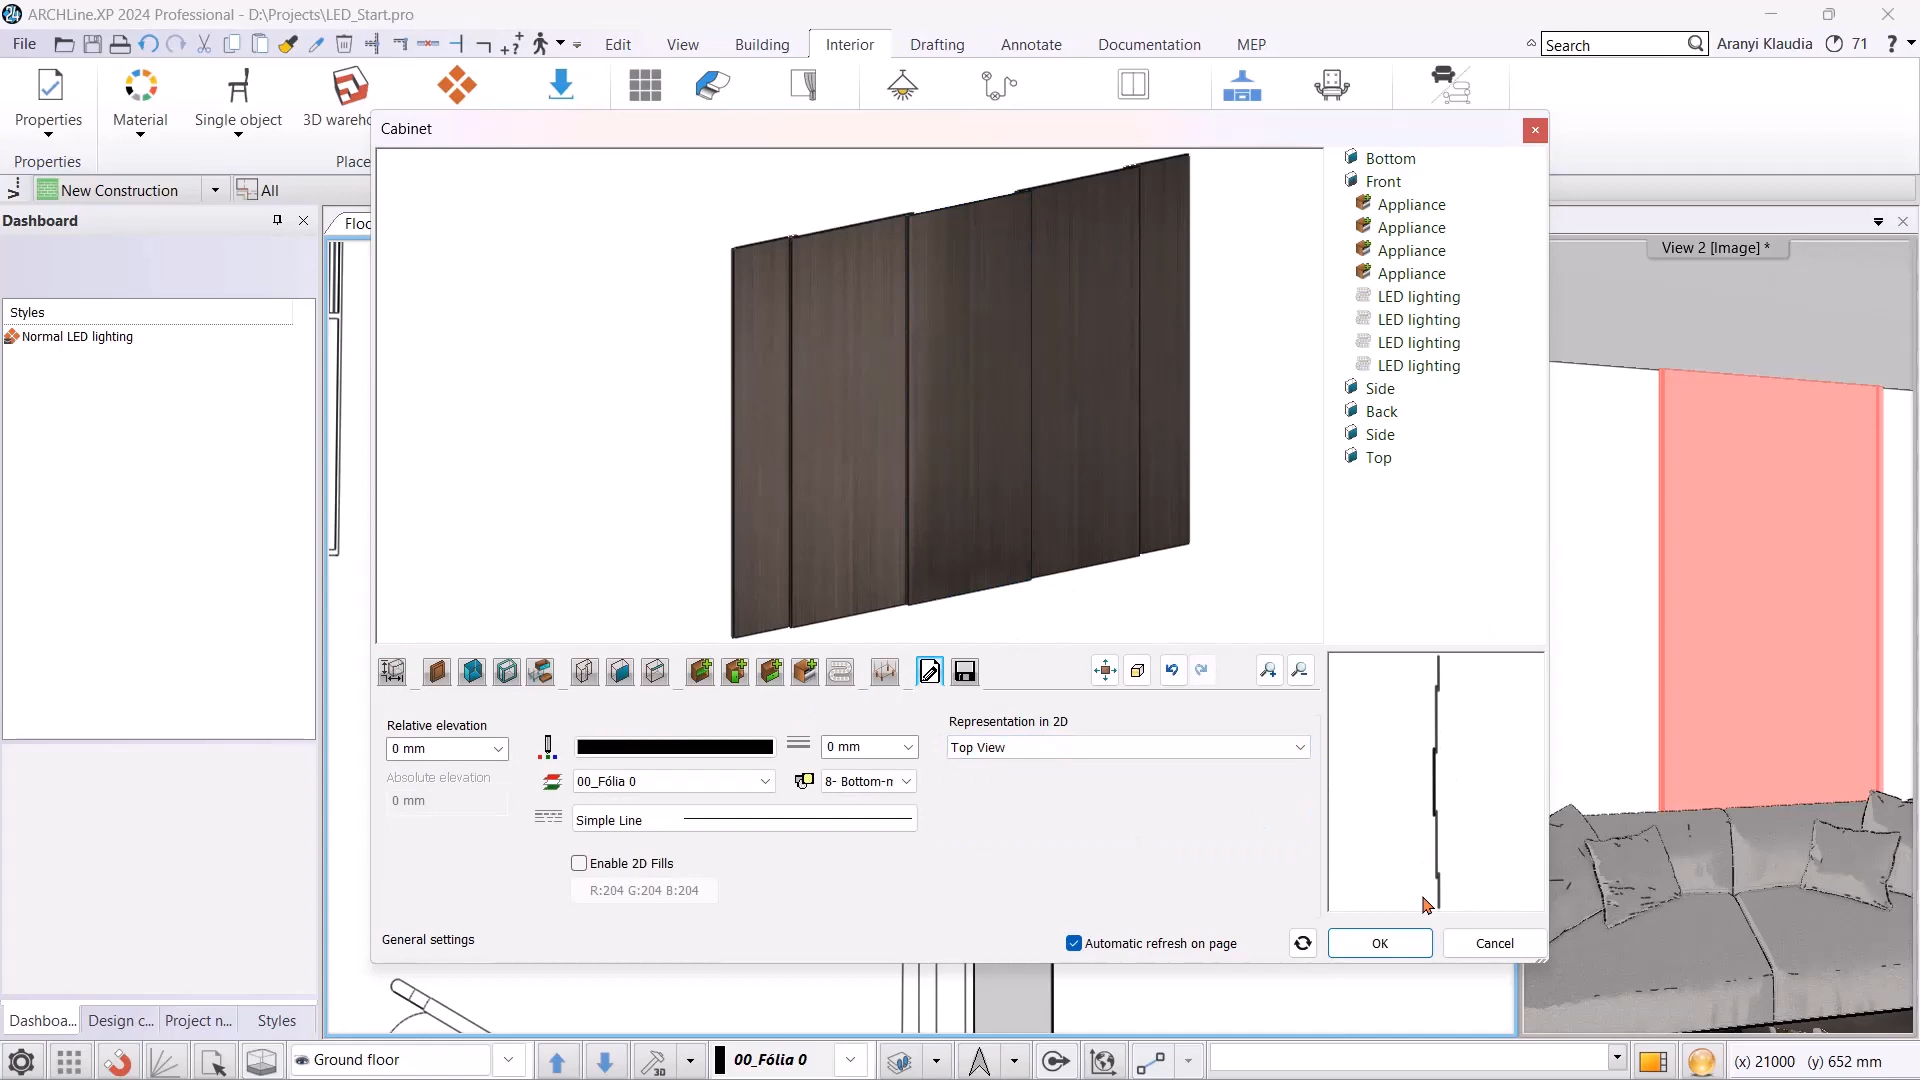 ARCHLine.XP 2024 Professional - D:\Projects\LED_Start.pro
File
Edit
View
Building
Interior
Drafting
Annotate
Documentation
MEP
Search
Aranyi Klaudia
71
?
Properties
Material
Single object
3D wareho
Properties
Place
New Construction
All
Dashboard
Floo
Styles
Normal LED lighting
Cabinet
Bottom
Front
Appliance
Appliance
Appliance
Appliance
LED lighting
LED lighting
LED lighting
LED lighting
Side
Back
Side
Top
View 2 [Image] *
Relative elevation
0 mm
Absolute elevation
0 mm
0 mm
00_Fólia 0
8- Bottom-m
Simple Line
Enable 2D Fills
R:204 G:204 B:204
Representation in 2D
Top View
General settings
Automatic refresh on page
OK
Cancel
Dashboa...
Design c...
Project n...
Styles
Ground floor
3D
00_Fólia 0
(x) 21000 (y) 652 mm